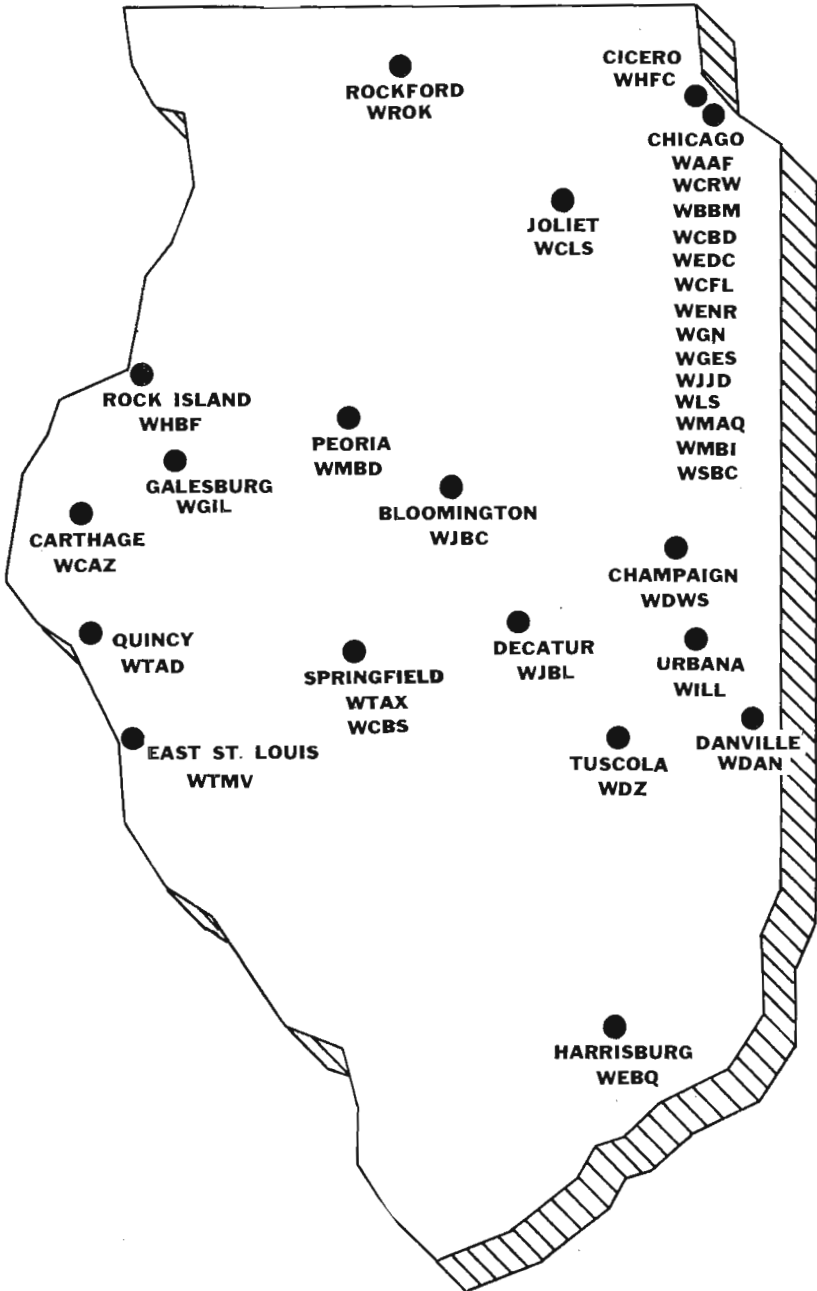 CICERO
WHFC
ROCKFORD
WROK
CHICAGO
WAAF
WCRW
WBBM
WCBD
WEDC
WCFL
WENR
WGN
WGES
WJJD
WLS
WMAQ
WMBI
WSBC
JOLIET
WCLS
ROCK ISLAND
WHBF
PEORIA
WMBD
GALESBURG
WGIL
BLOOMINGTON
WJBC
CARTHAGE
WCAZ
CHAMPAIGN
WDWS
QUINCY
WTAD
SPRINGFIELD
WTAX
WCBS
DECATUR
WJBL
URBANA
WILL
EAST ST. LOUIS
WTMV
TUSCOLA
WDZ
DANVILLE
WDAN
HARRISBURG
WEBQ